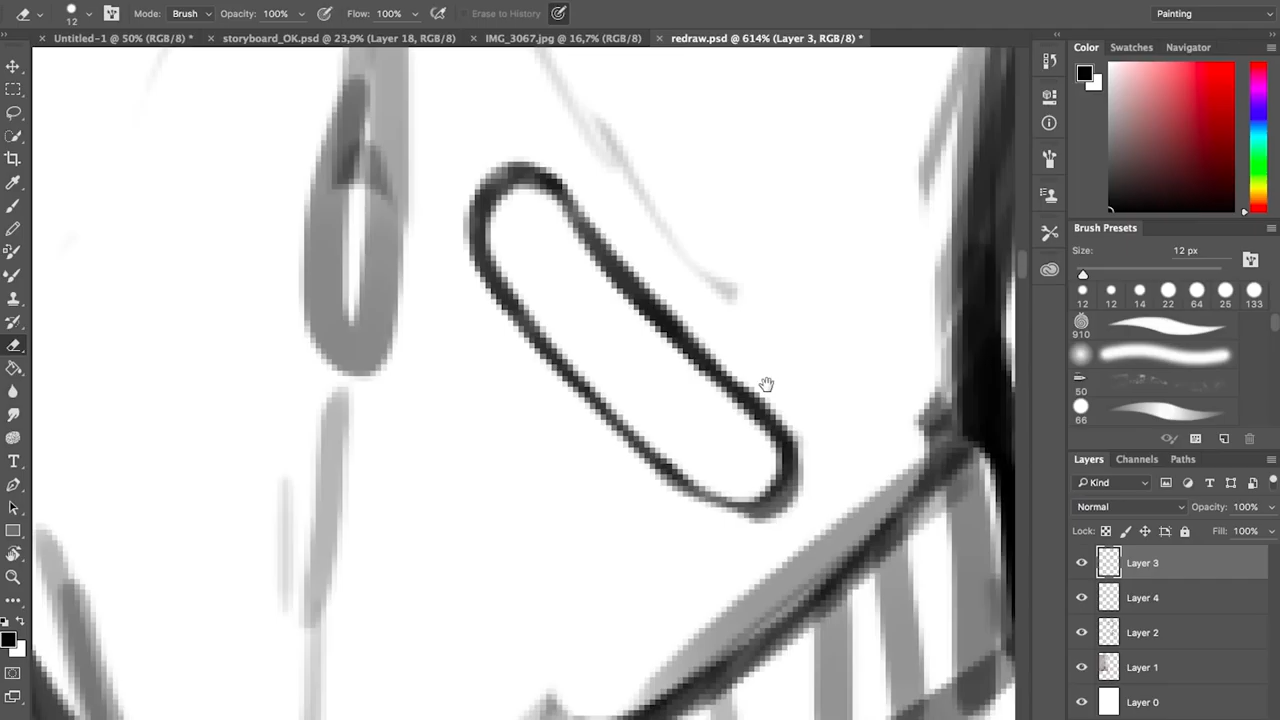 12 Mode: Brush Opacity: 100% Flow: 100% Erase to History Painting
Untitled-1 @ 50% (RGB/8) * storyboard_OK.psd @ 23,9% (Layer 18, RGB/8) IMG_3067.jpg @ 16,7% (RGB/8) redraw.psd @ 614% (Layer 3, RGB/8) *
Color Swatches Navigator
Brush Presets
Size: 12 px
12 12 14 22 64 25 133
910
50
66
Layers Channels Paths
Kind
Normal Opacity: 100%
Lock: Fill: 100%
Layer 3
Layer 4
Layer 2
Layer 1
Layer 0